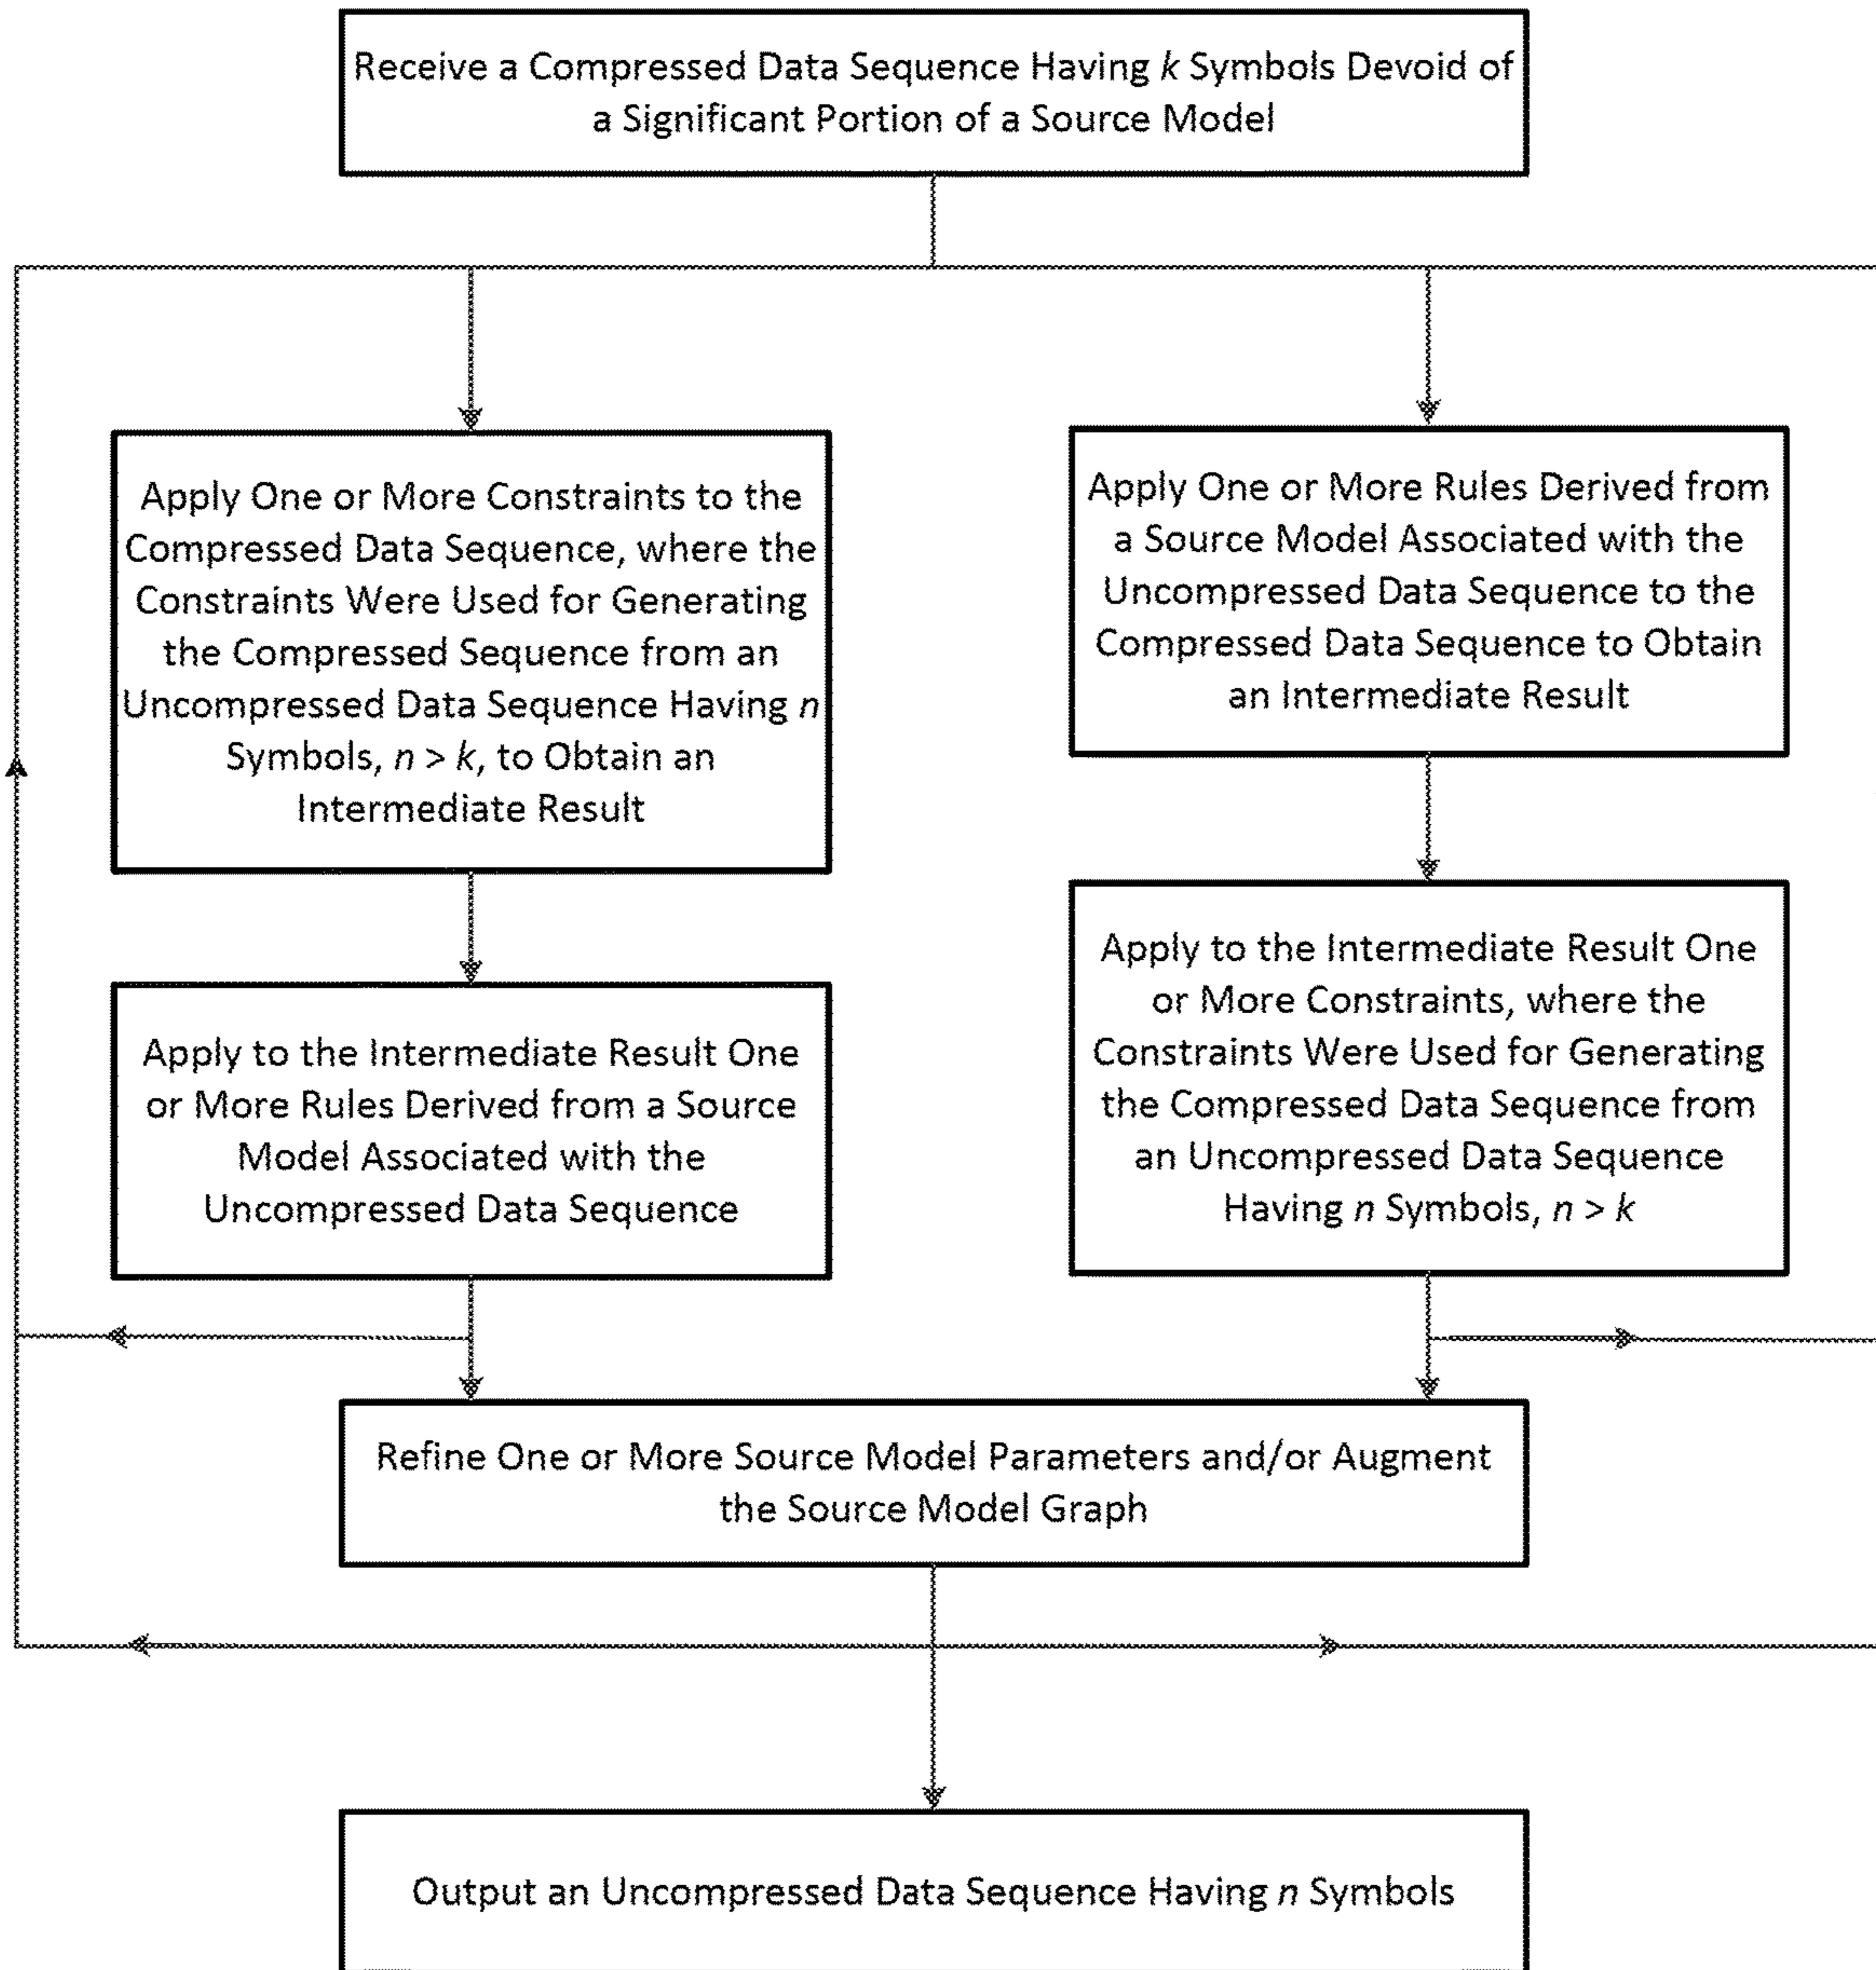 Receive a Compressed Data Sequence Having k Symbols Devoid of
a Significant Portion of a Source Model
Apply One or More Constraints to the
Compressed Data Sequence, where the
Constraints Were Used for Generating
the Compressed Sequence from an
Uncompressed Data Sequence Having n
Symbols, n > k, to Obtain an
Intermediate Result
Apply to the Intermediate Result One
or More Rules Derived from a Source
Model Associated with the
Uncompressed Data Sequence
Apply One or More Rules Derived from
a Source Model Associated with the
Uncompressed Data Sequence to the
Compressed Data Sequence to Obtain
an Intermediate Result
Apply to the Intermediate Result One
or More Constraints, where the
Constraints Were Used for Generating
the Compressed Data Sequence from
an Uncompressed Data Sequence
Having n Symbols, n > k
Refine One or More Source Model Parameters and/or Augment
the Source Model Graph
Output an Uncompressed Data Sequence Having n Symbols